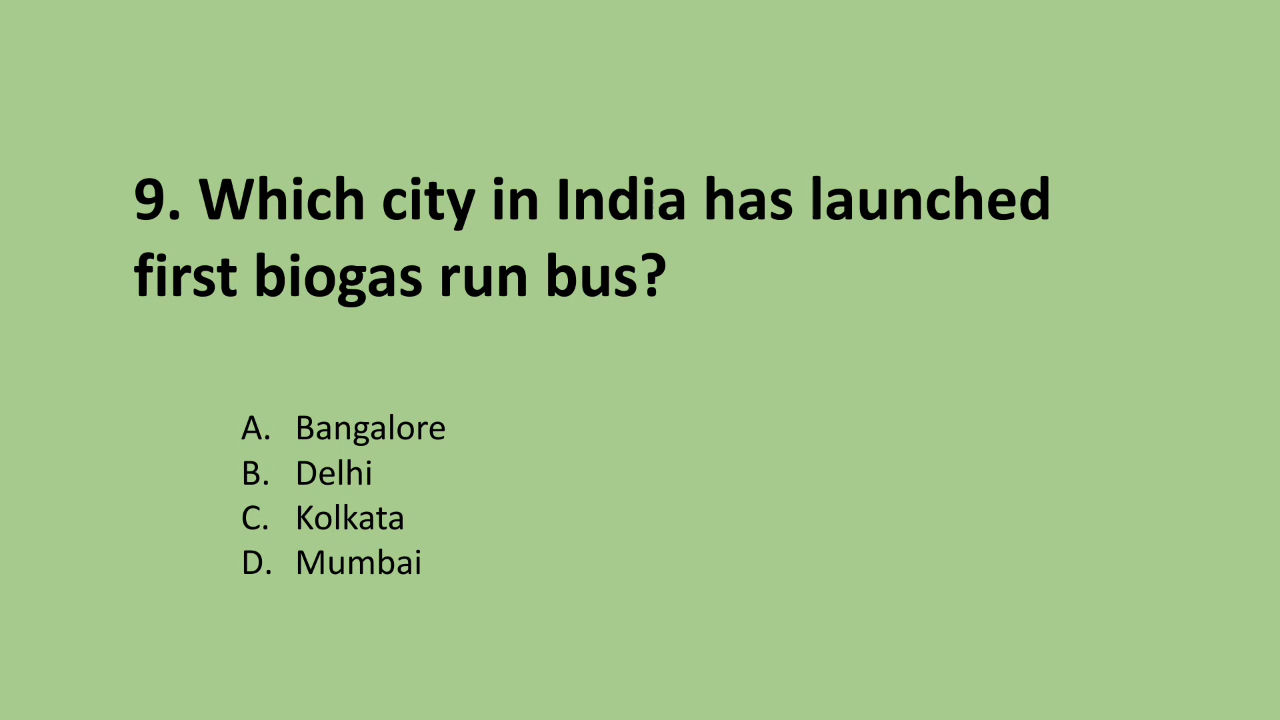 9. Which city in India has launched
first biogas run bus?
A. Bangalore
B. Delhi
C. Kolkata
D. Mumbai